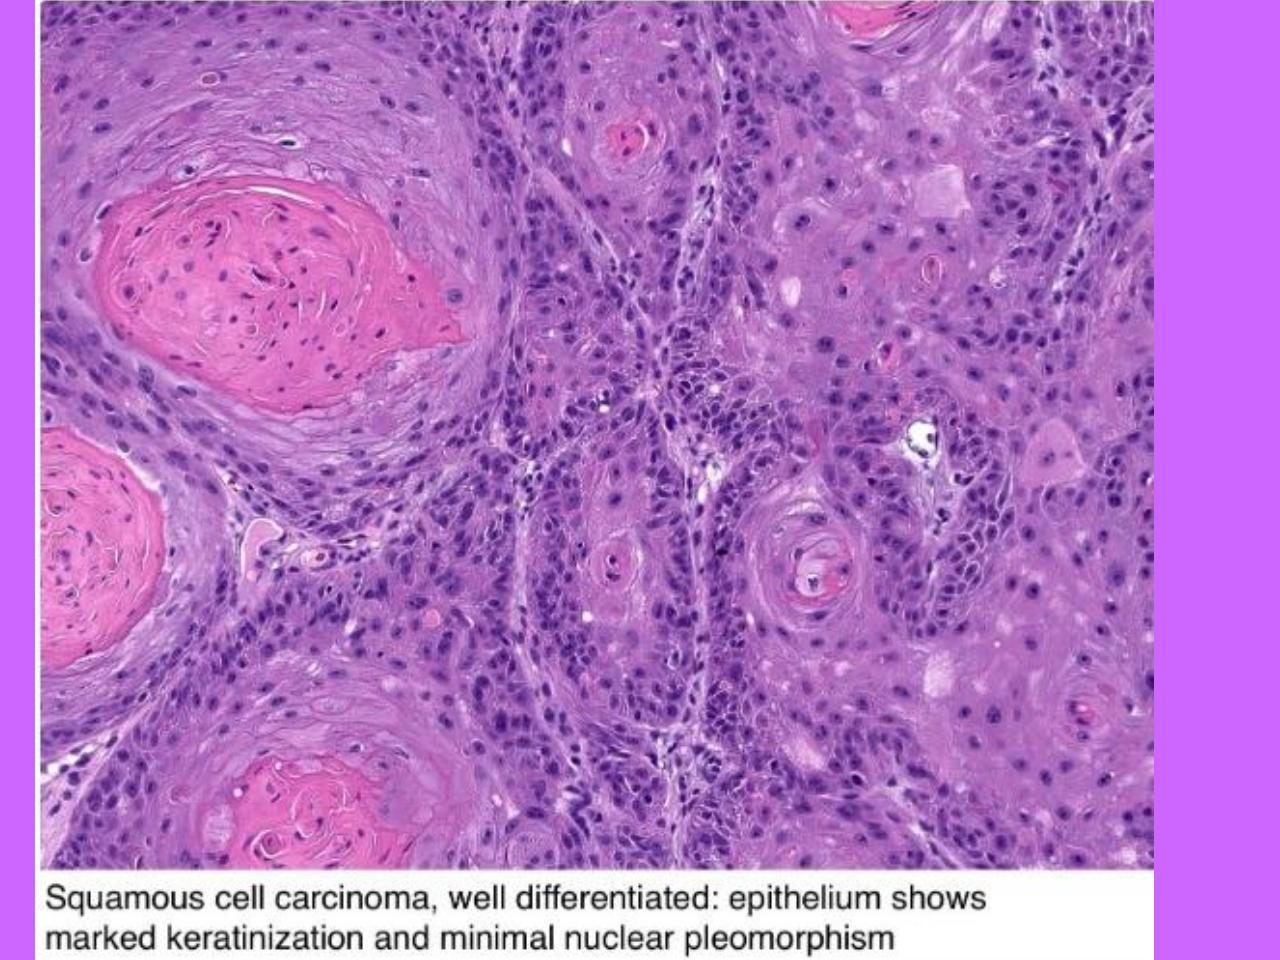 Squamous cell carcinoma, well differentiated: epithelium shows
marked keratinization and minimal nuclear pleomorphism